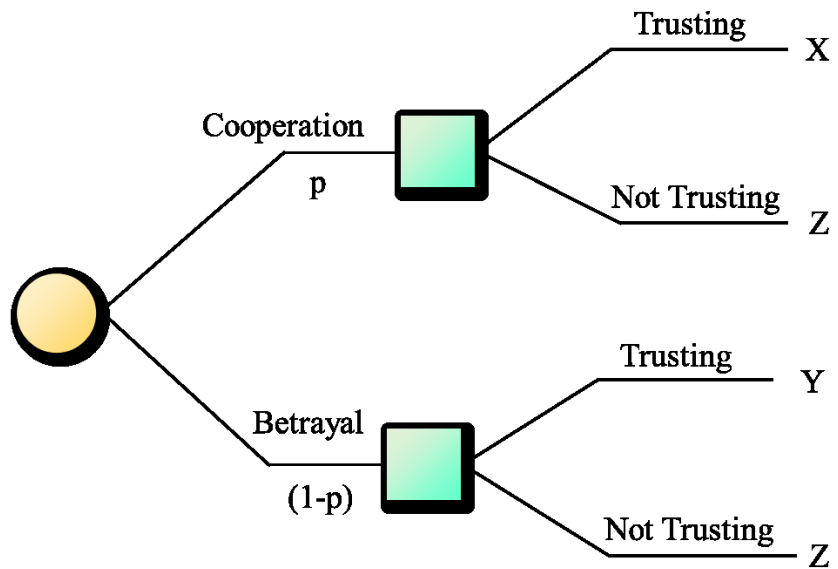 Trusting
X
Cooperation
p
Not Trusting
Z
Trusting
Y
Betrayal
(1-p)
Not Trusting
Z